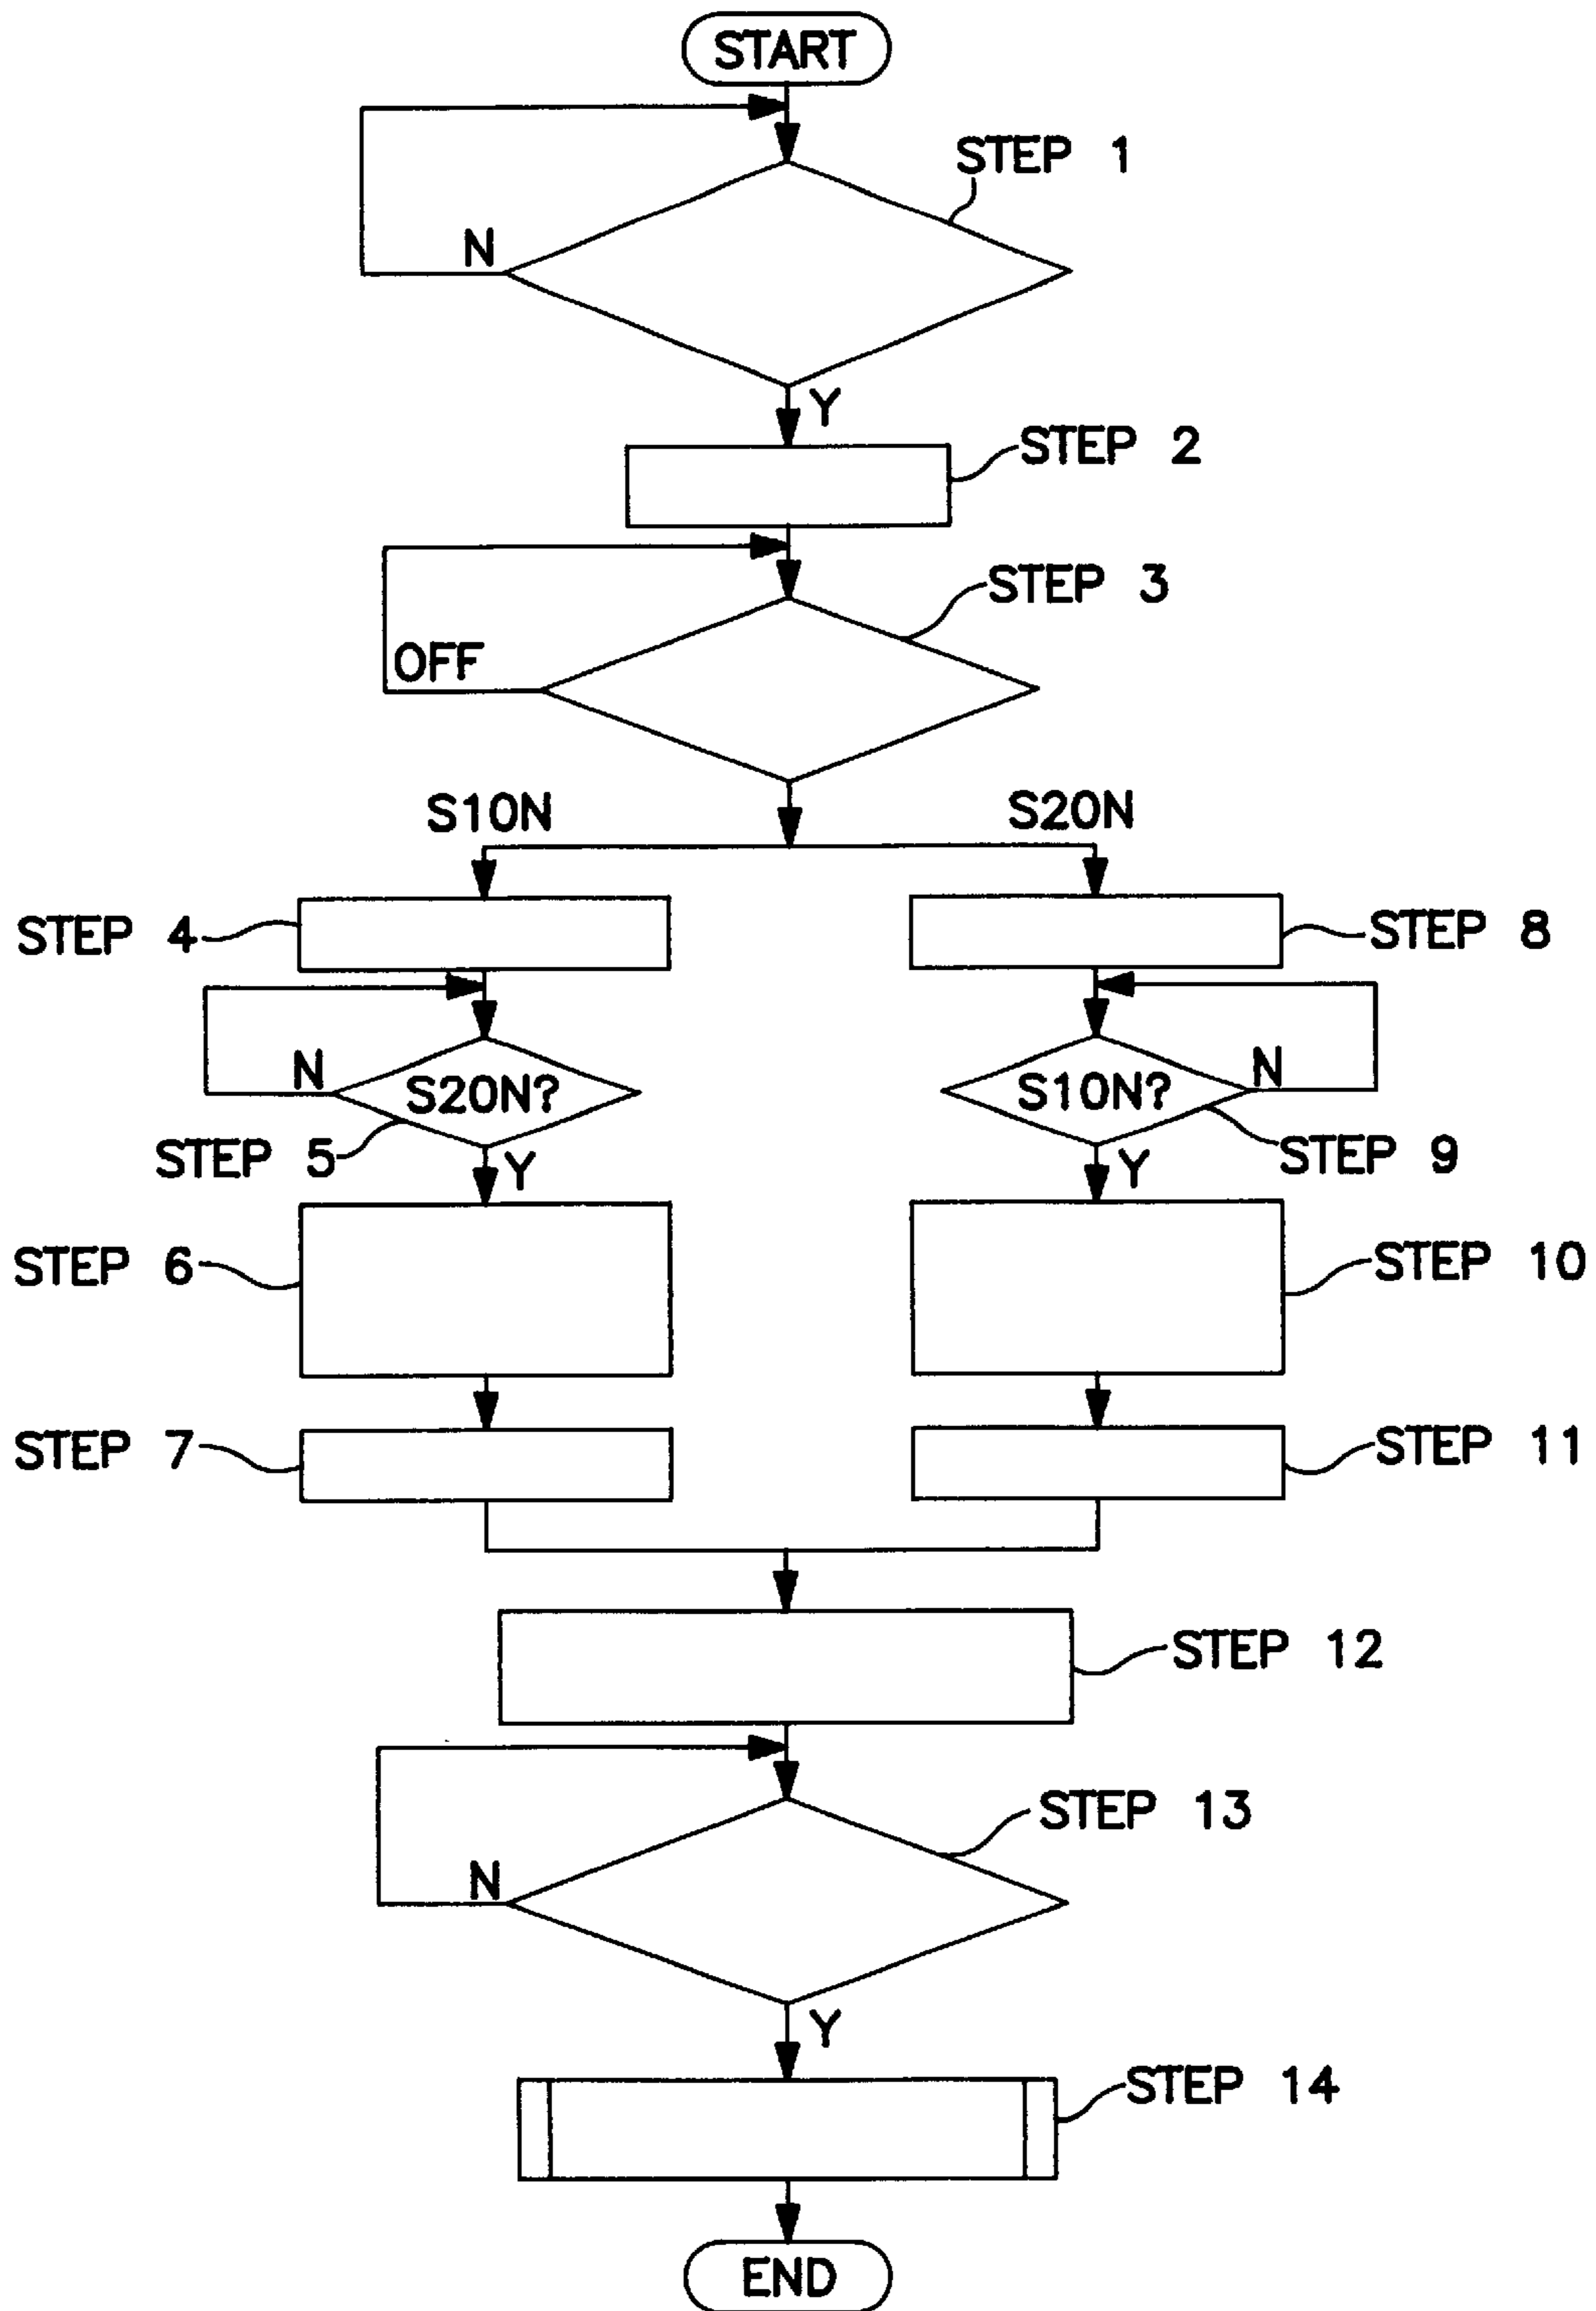 START
STEP 1
N
Y
STEP 2
STEP 3
OFF
S1ON
S2ON
STEP 4
STEP 8
N
S2ON?
S1ON?
N
STEP 5
Y
Y
STEP 9
STEP 6
STEP 10
STEP 7
STEP 11
STEP 12
STEP 13
N
Y
STEP 14
END